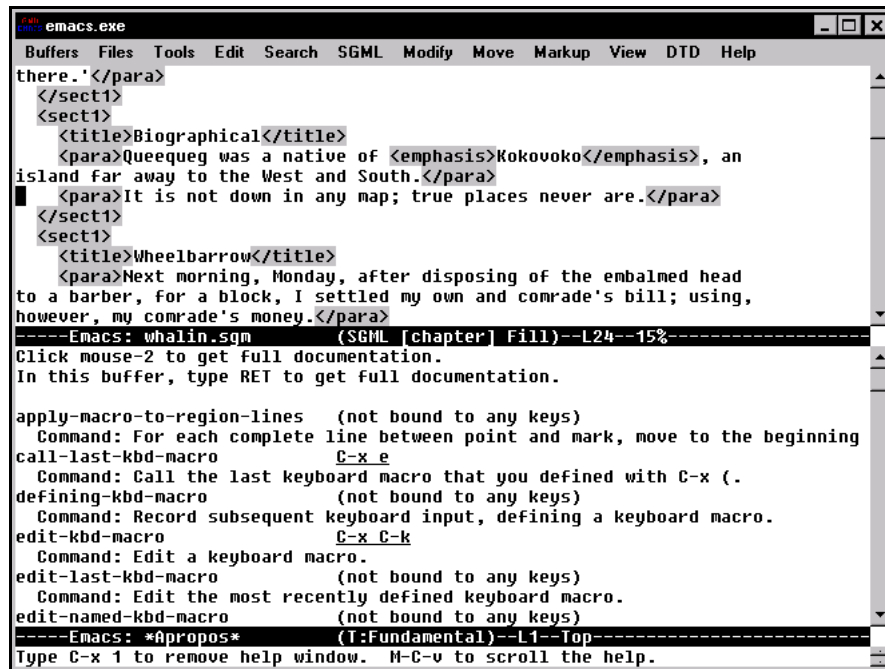 emacs.exe
Buffers Files Tools Edit Search SGML Modify Move Markup View DTD Help
there.'</para>
  </sect1>
  <sect1>
    <title>Biographical</title>
    <para>Queequeg was a native of <emphasis>Kokovoko</emphasis>, an
island far away to the West and South.</para>
    <para>It is not down in any map; true places never are.</para>
  </sect1>
  <sect1>
    <title>Wheelbarrow</title>
    <para>Next morning, Monday, after disposing of the embalmed head
to a barber, for a block, I settled my own and comrade's bill; using,
however, my comrade's money.</para>
-----Emacs: whalin.sgm        (SGML [chapter] Fill)--L24--15%-------------------
Click mouse-2 to get full documentation.
In this buffer, type RET to get full documentation.

apply-macro-to-region-lines   (not bound to any keys)
  Command: For each complete line between point and mark, move to the beginning
call-last-kbd-macro           C-x e
  Command: Call the last keyboard macro that you defined with C-x (.
defining-kbd-macro            (not bound to any keys)
  Command: Record subsequent keyboard input, defining a keyboard macro.
edit-kbd-macro                C-x C-k
  Command: Edit a keyboard macro.
edit-last-kbd-macro           (not bound to any keys)
  Command: Edit the most recently defined keyboard macro.
edit-named-kbd-macro          (not bound to any keys)
-----Emacs: *Apropos*         (T:Fundamental)--L1--Top--------------------------
Type C-x 1 to remove help window.  M-C-v to scroll the help.